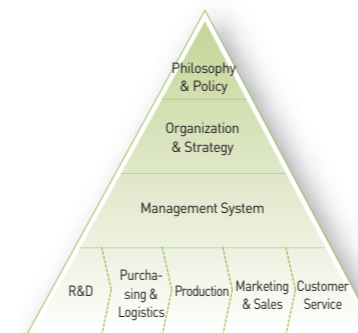 Philosophy
& Policy
Organization
& Strategy
Management System
R&D
Purcha-
sing &
Logistics
Production
Marketing
& Sales
Customer
Service